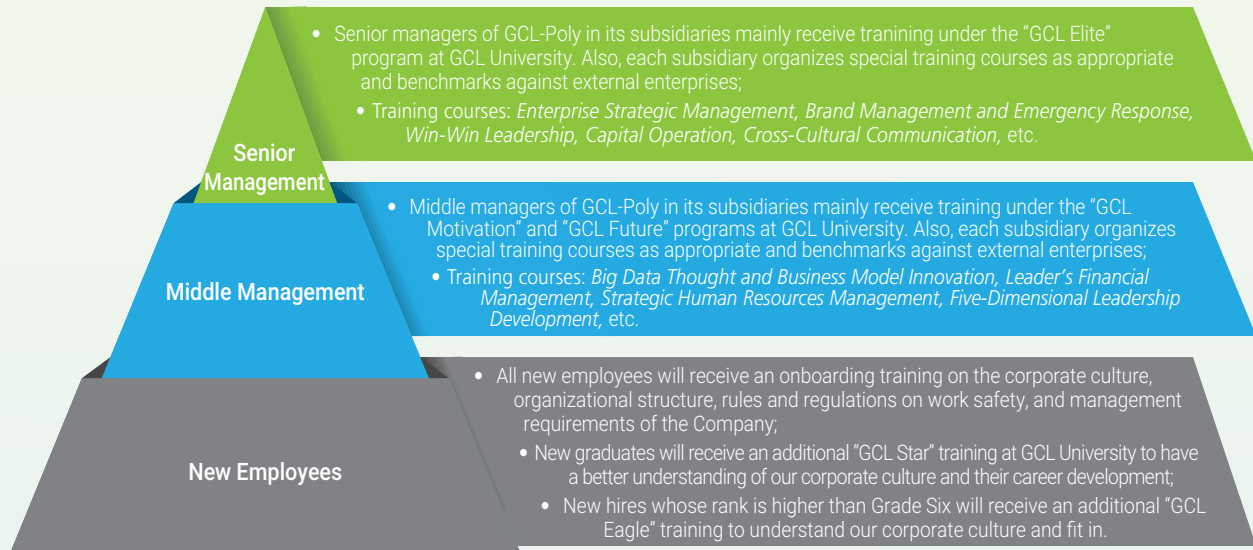 Senior
Management
• Senior managers of GCL-Poly in its subsidiaries mainly receive tranining under the “GCL Elite”
program at GCL University. Also, each subsidiary organizes special training courses as appropriate
and benchmarks against external enterprises;
• Training courses: Enterprise Strategic Management, Brand Management and Emergency Response,
Win-Win Leadership, Capital Operation, Cross-Cultural Communication, etc.
Middle Management
• Middle managers of GCL-Poly in its subsidiaries mainly receive training under the “GCL
Motivation” and “GCL Future” programs at GCL University. Also, each subsidiary organizes
special training courses as appropriate and benchmarks against external enterprises;
• Training courses: Big Data Thought and Business Model Innovation, Leader’s Financial
Management, Strategic Human Resources Management, Five-Dimensional Leadership
Development, etc.
New Employees
• All new employees will receive an onboarding training on the corporate culture,
organizational structure, rules and regulations on work safety, and management
requirements of the Company;
• New graduates will receive an additional “GCL Star” training at GCL University to have
a better understanding of our corporate culture and their career development;
• New hires whose rank is higher than Grade Six will receive an additional “GCL
Eagle” training to understand our corporate culture and fit in.